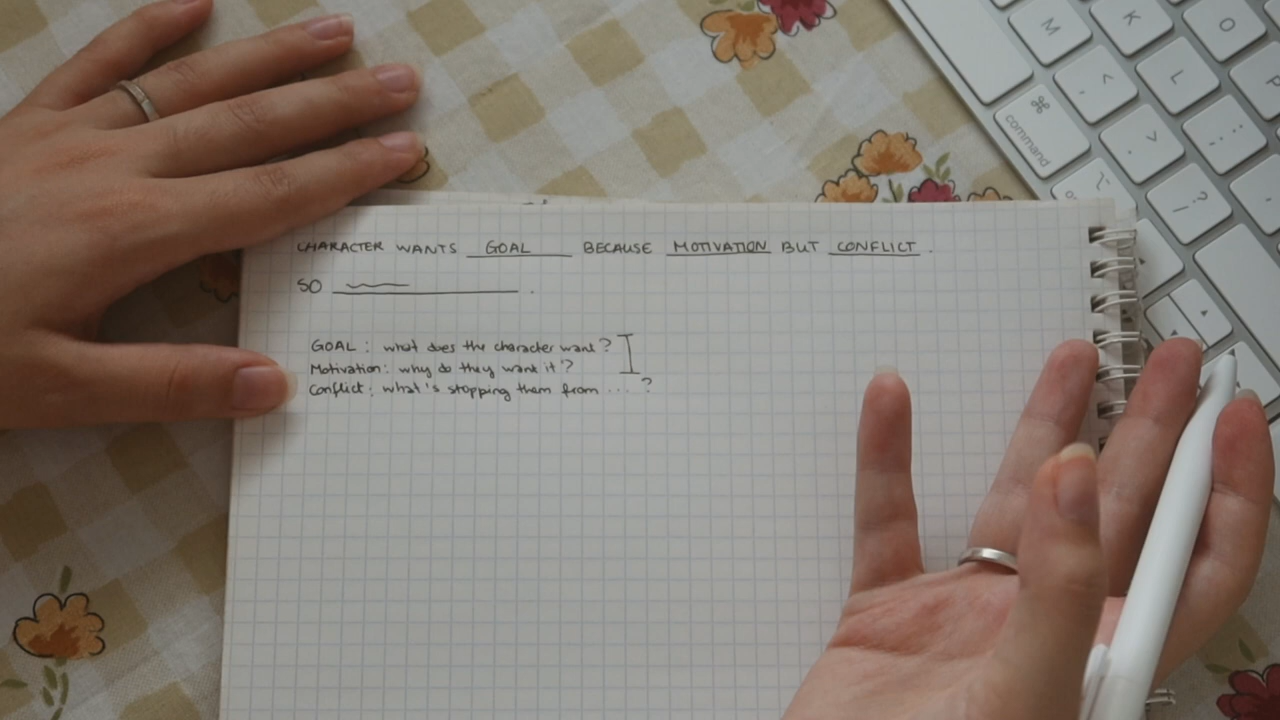 CHARACTER WANTS GOAL BECAUSE MOTIVATION BUT CONFLICT.
SO ______.
GOAL: what does the character want?
Motivation: why do they want it?
Conflict: what's stopping them from ... ?
M
K
O
P
<
,
L
⌘
command
>
.
:
;
⌥
?
/